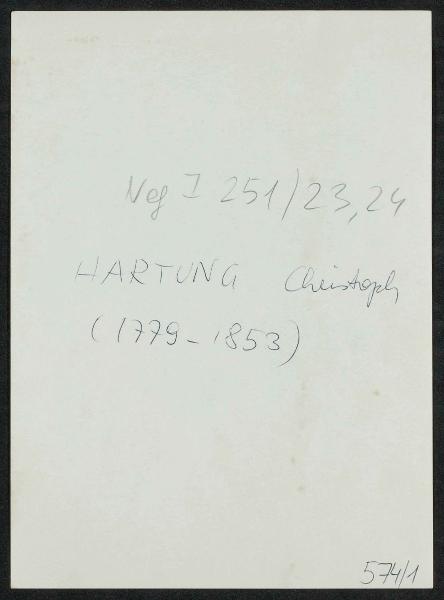 Neg I 251/23,24
HARTUNG Christoph
(1779-1853)
574/1